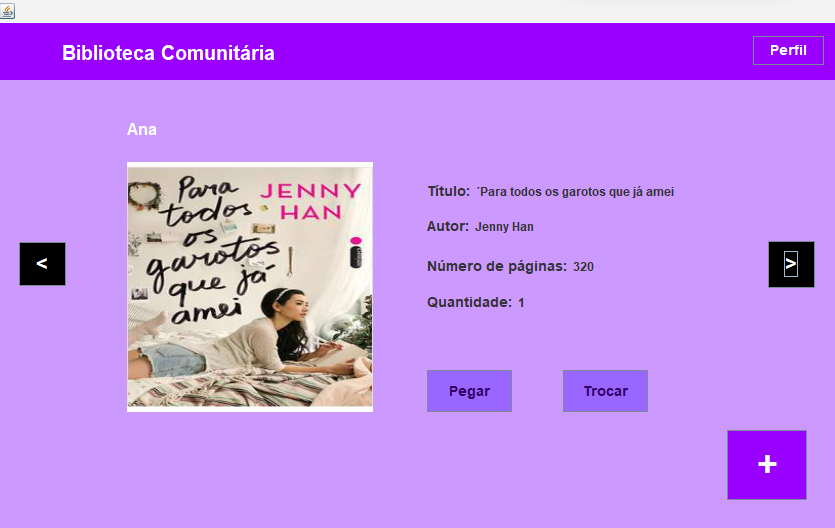 Biblioteca Comunitária
Perfil
Ana
Para
todos
os
garotos
que já
amei
JENNY
HAN
Título: ´Para todos os garotos que já amei
Autor: Jenny Han
Número de páginas: 320
Quantidade: 1
<
>
Pegar
Trocar
+